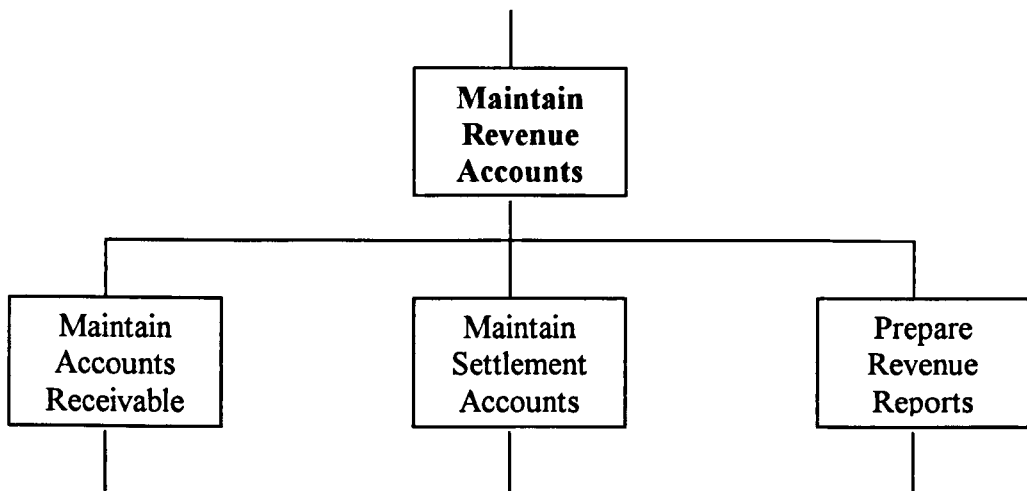 Maintain
Revenue
Accounts
Maintain
Accounts
Receivable
Maintain
Settlement
Accounts
Prepare
Revenue
Reports